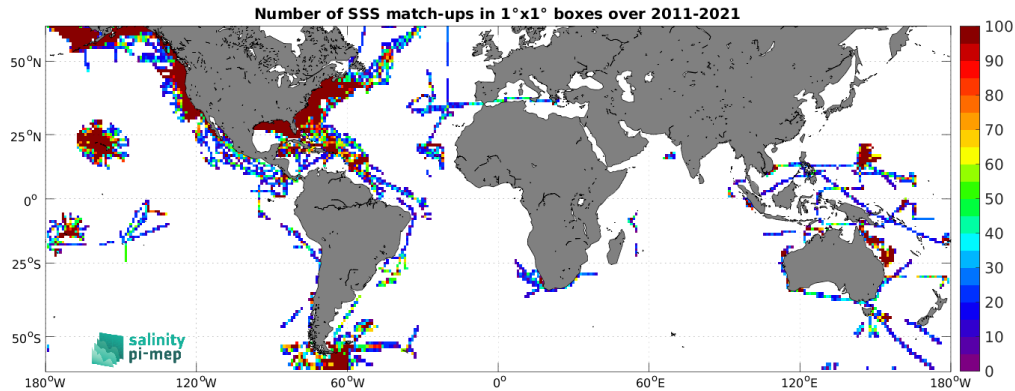 Number of SSS match-ups in 1°x1° boxes over 2011-2021
50°N
25°N
0°
25°S
50°S
180°W
120°W
60°W
0°
60°E
120°E
180°W
100
90
80
70
60
50
40
30
20
10
0
salinity
pi-mep